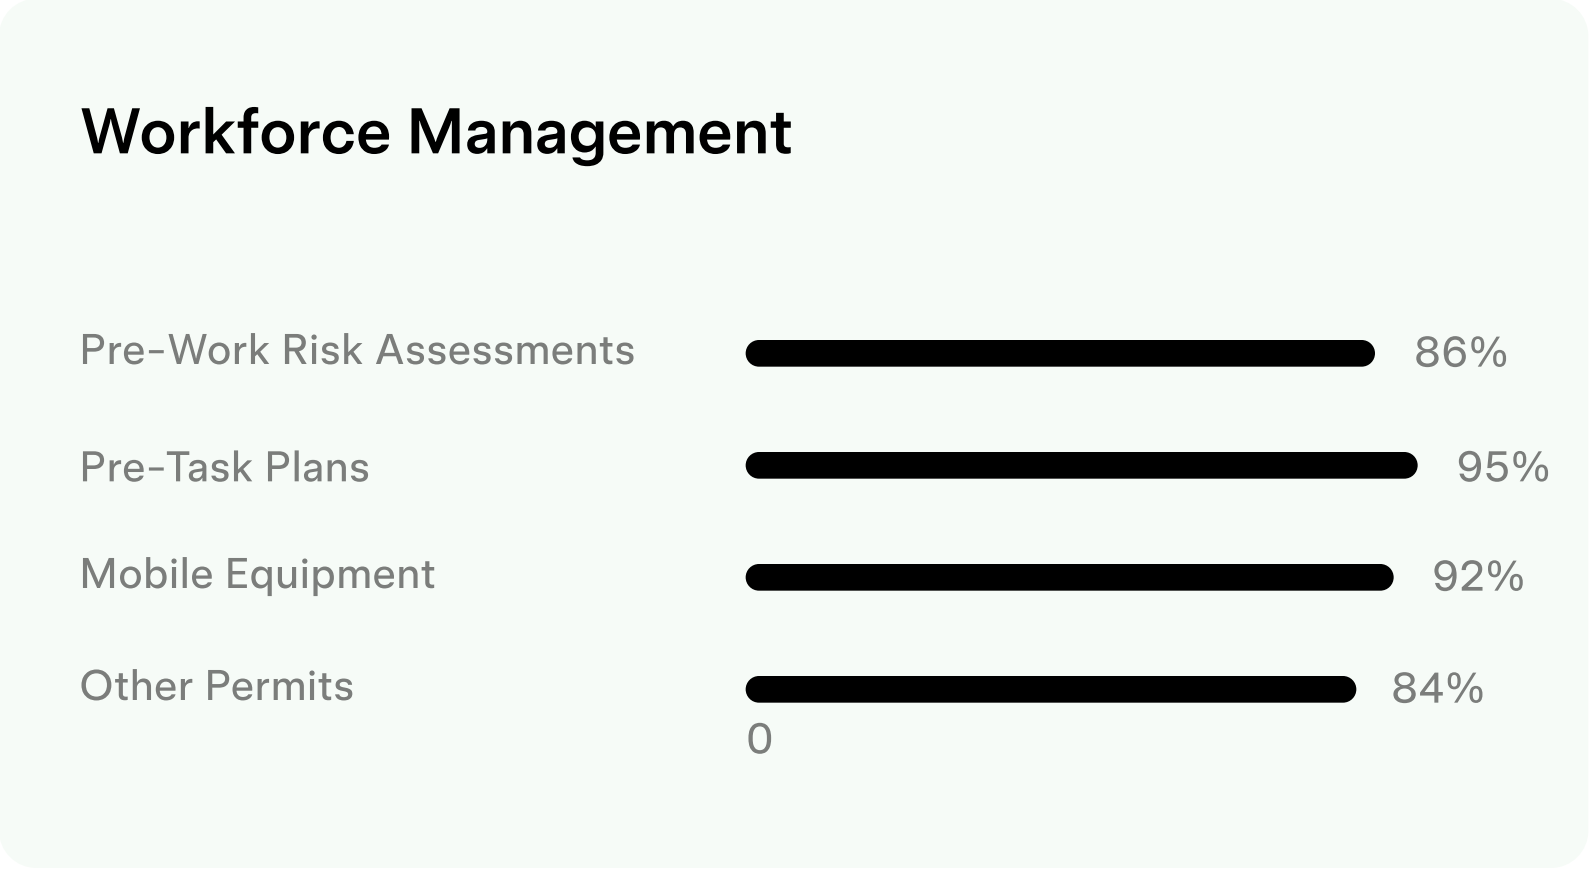 Workforce Management
Pre-Work Risk Assessments 86%
Pre-Task Plans 95%
Mobile Equipment 92%
Other Permits 84%
0